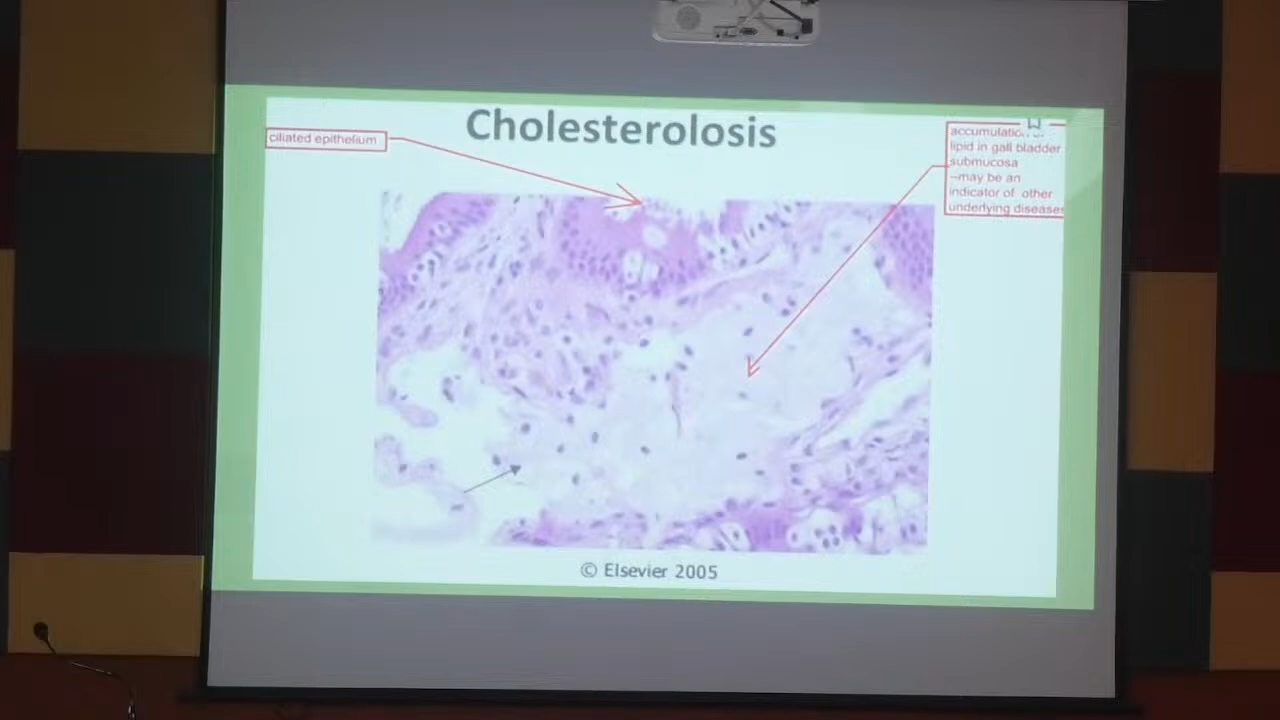 Cholesterolosis
ciliated epithelium
lipid in gall bladder
submucosa
--may be an
indicator of other
underlying diseases
© Elsevier 2005